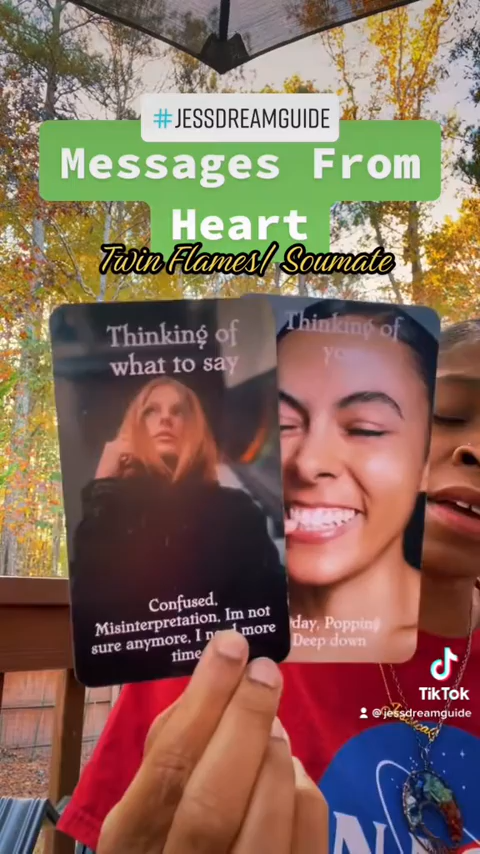 #JESSDREAMGUIDE
Messages From
Heart
Twin Flames/ Soumate
Thinking of
what to say
Thinking of
Confused.
Misinterpretation. Im not
sure anymore. I need more
time
day, Popping
Deep down
TikTok
@jessdreamguide
NAS